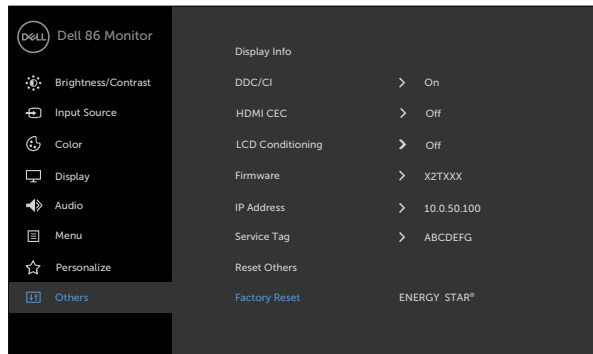 DELL Dell 86 Monitor
Display Info
Brightness/Contrast DDC/CI > On
Input Source HDMI CEC > Off
Color LCD Conditioning > Off
Display Firmware > X2TXXX
Audio IP Address > 10.0.50.100
Menu Service Tag > ABCDEFG
Personalize Reset Others
Others Factory Reset ENERGY STAR®